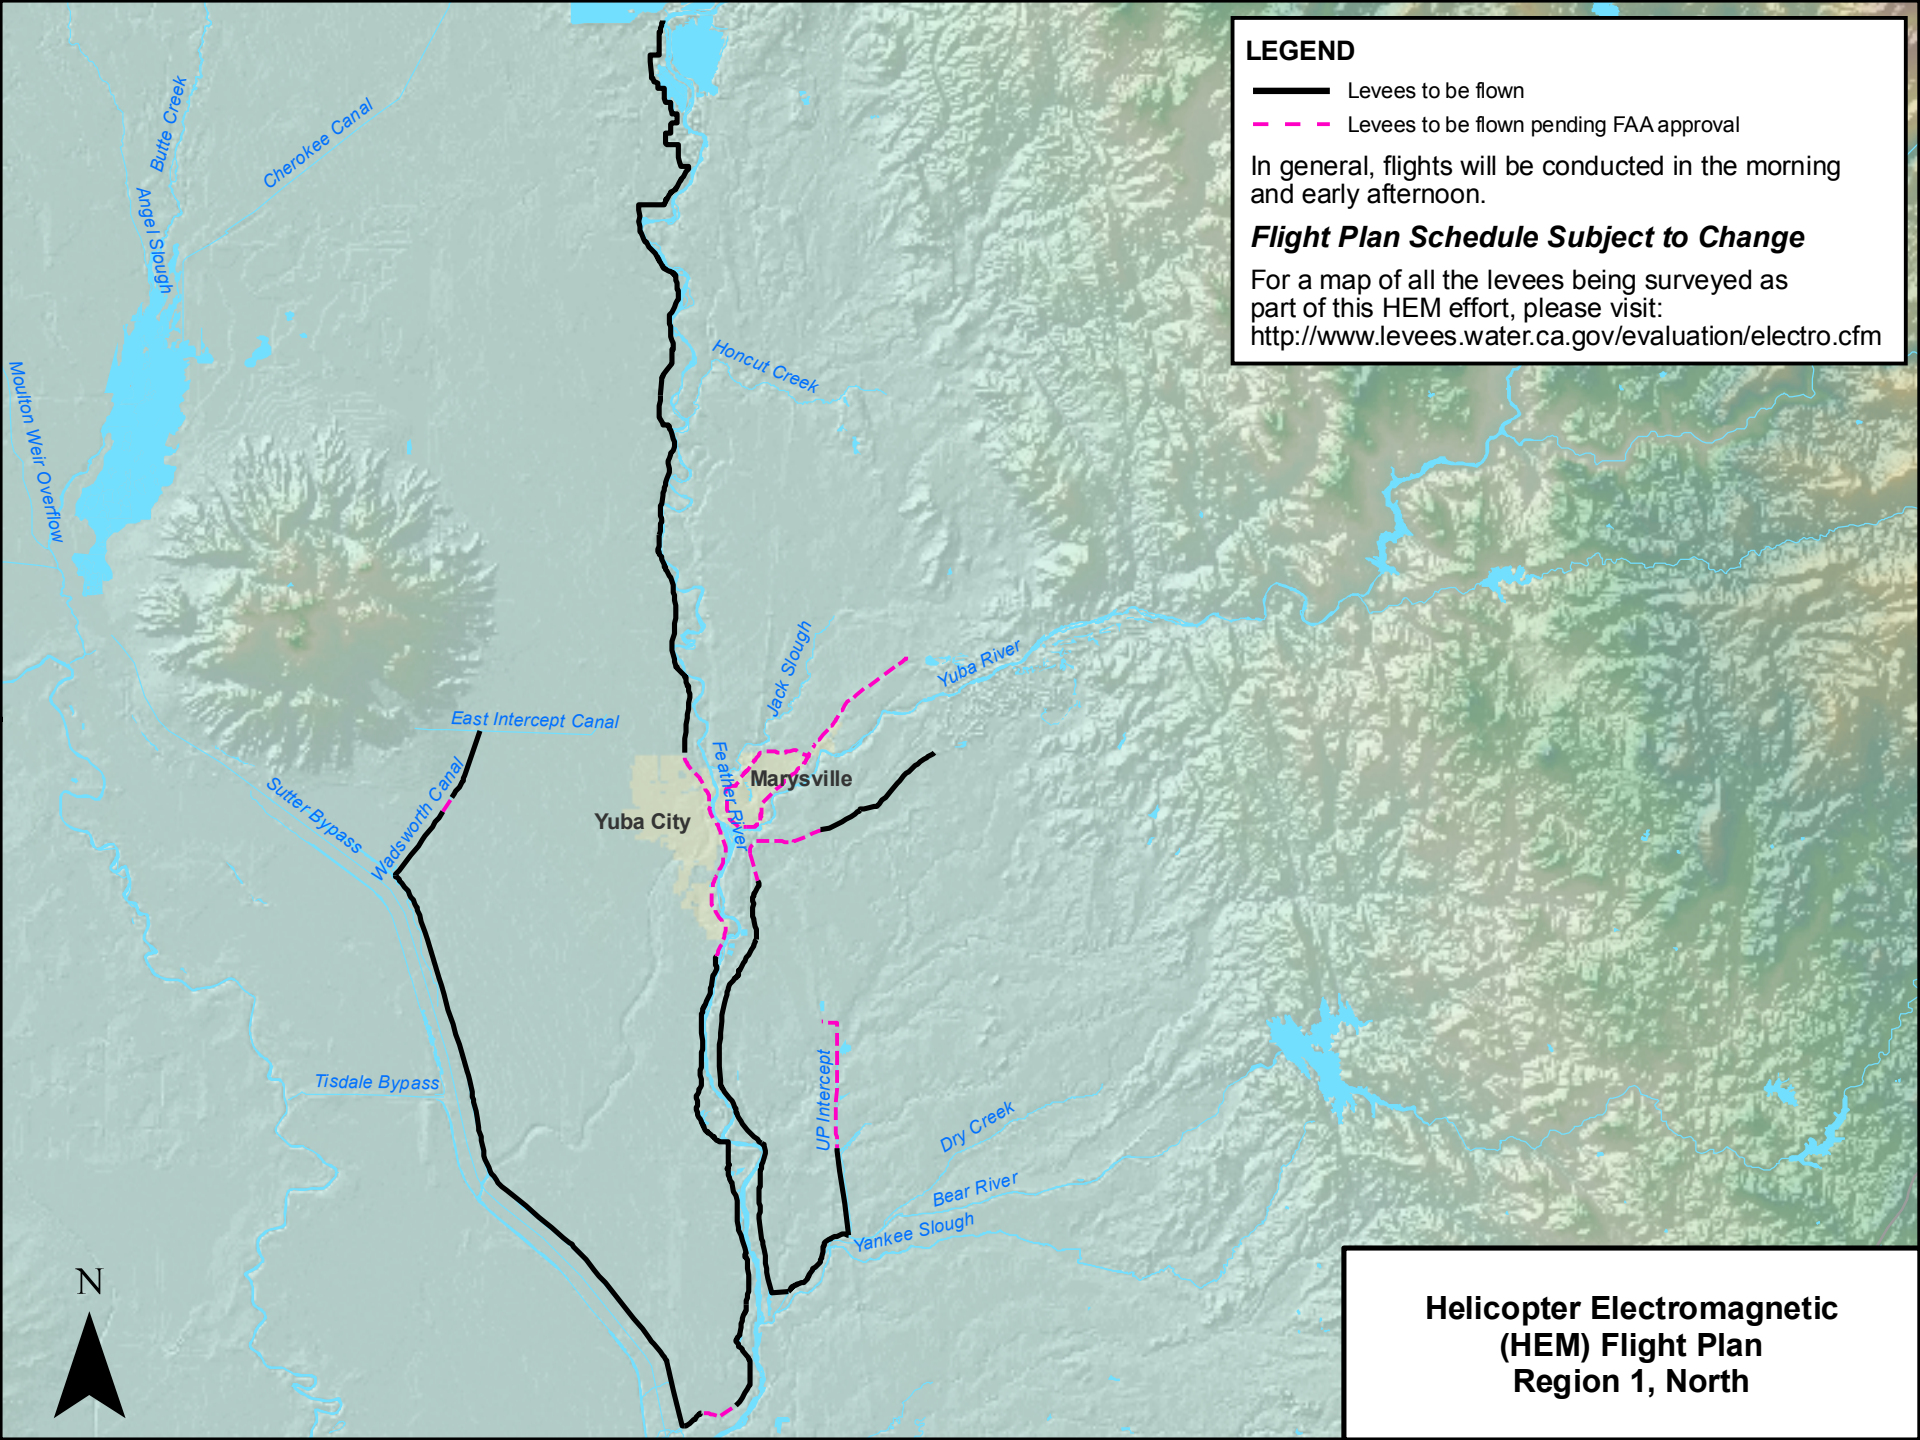 LEGEND
Levees to be flown
Levees to be flown pending FAA approval
In general, flights will be conducted in the morning
and early afternoon.
Flight Plan Schedule Subject to Change
For a map of all the levees being surveyed as
part of this HEM effort, please visit:
http://www.levees.water.ca.gov/evaluation/electro.cfm
Butte Creek
Cherokee Canal
Angel Slough
Moulton Weir Overflow
Honcut Creek
Jack Slough
Yuba River
East Intercept Canal
Feather River
Marysville
Yuba City
Sutter Bypass
Wadsworth Canal
Tisdale Bypass
UP Intercept
Dry Creek
Bear River
Yankee Slough
N
Helicopter Electromagnetic
(HEM) Flight Plan
Region 1, North